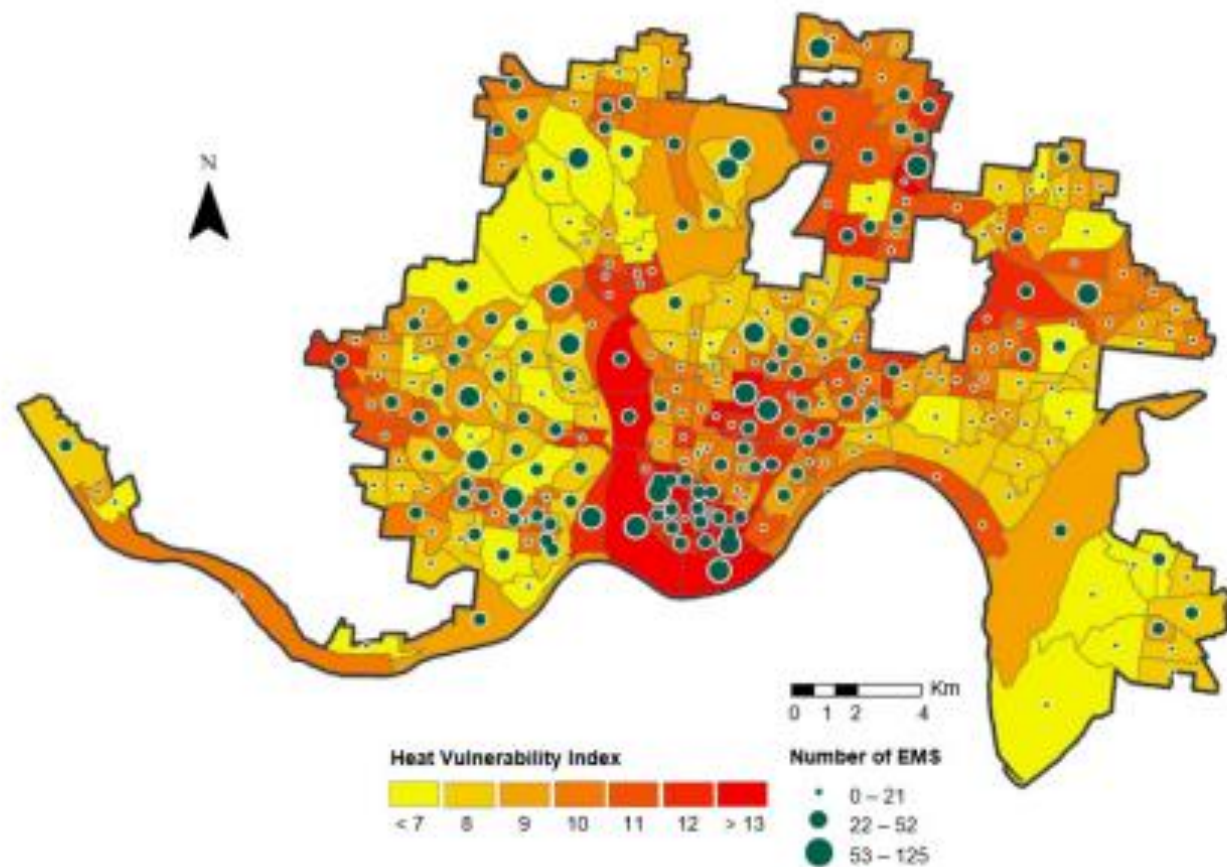 N
Km
0 1 2 4
Heat Vulnerability Index
< 7 8 9 10 11 12 > 13
Number of EMS
0 – 21
22 – 52
53 – 125